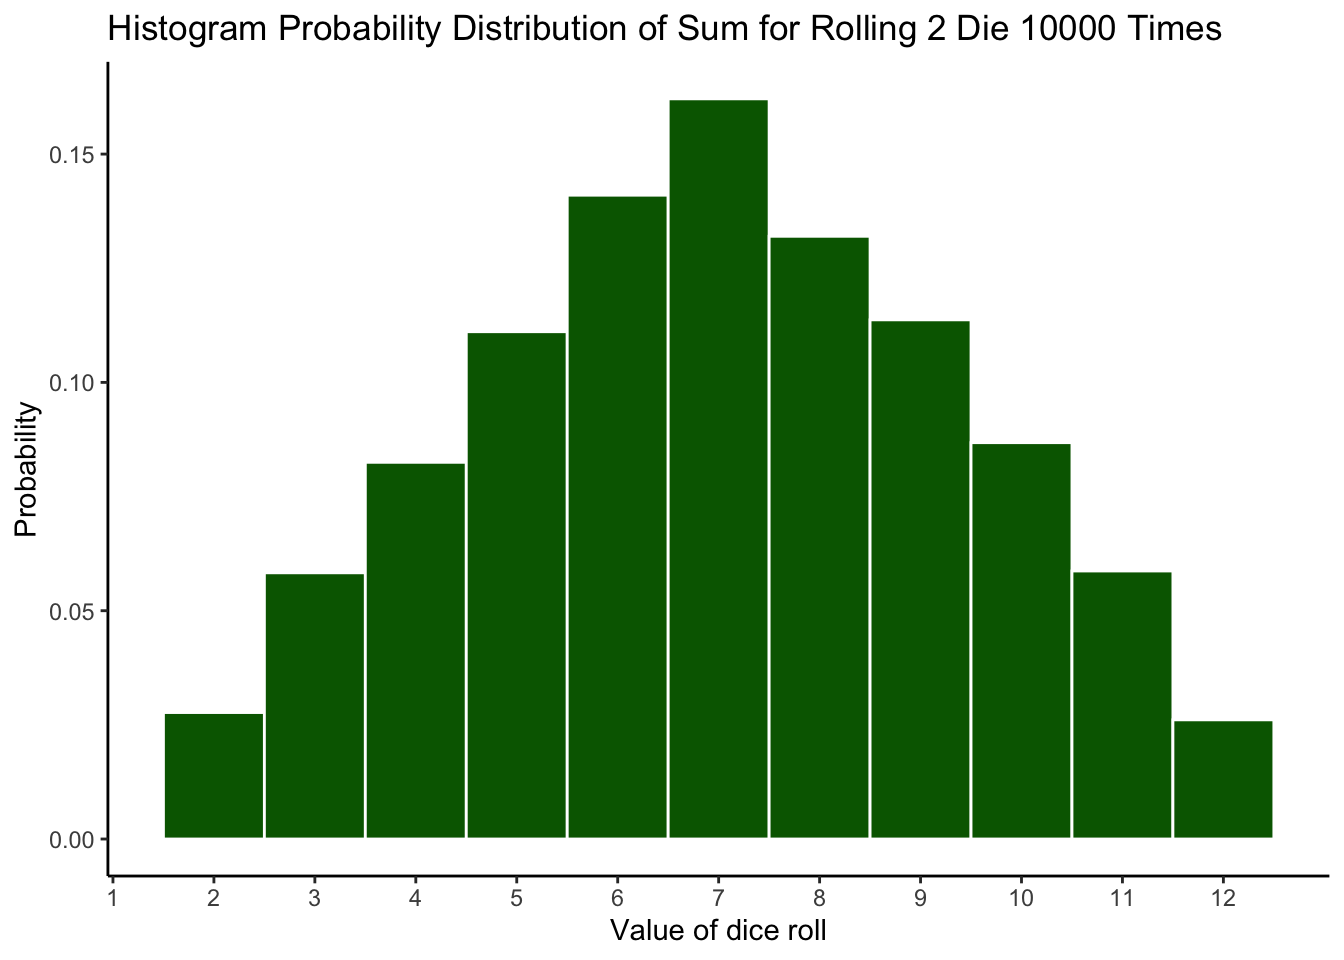 Histogram Probability Distribution of Sum for Rolling 2 Die 10000 Times
Probability
0.15
0.10
0.05
0.00
1 2 3 4 5 6 7 8 9 10 11 12
Value of dice roll